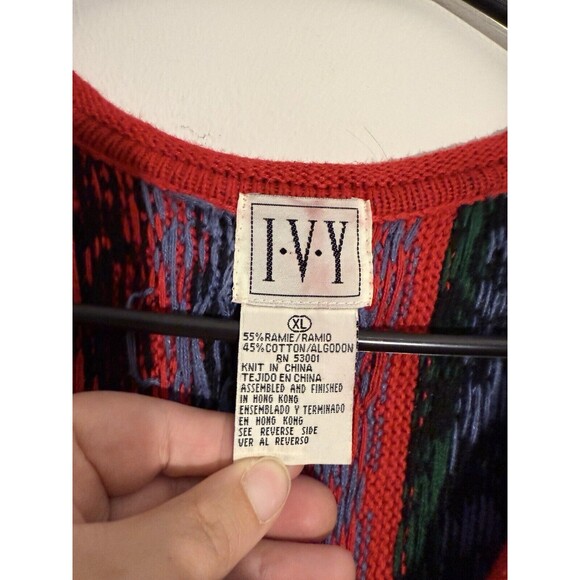 I·V·Y
XL
55% RAMIE/RAMIO
45% COTTON/ALGODON
RN 53001
KNIT IN CHINA
TEJIDO EN CHINA
ASSEMBLED AND FINISHED
IN HONG KONG
ENSEMBLADO Y TERMINADO
EN HONG KONG
SEE REVERSE SIDE
VER AL REVERSO